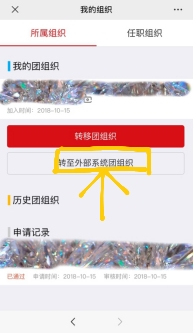 我的组织
所属组织
任职组织
我的团组织
加入时间：2018-10-15
转移团组织
转至外部系统团组织
历史团组织
申请记录
已通过 申请时间：2018-10-15 审核时间：2018-10-15